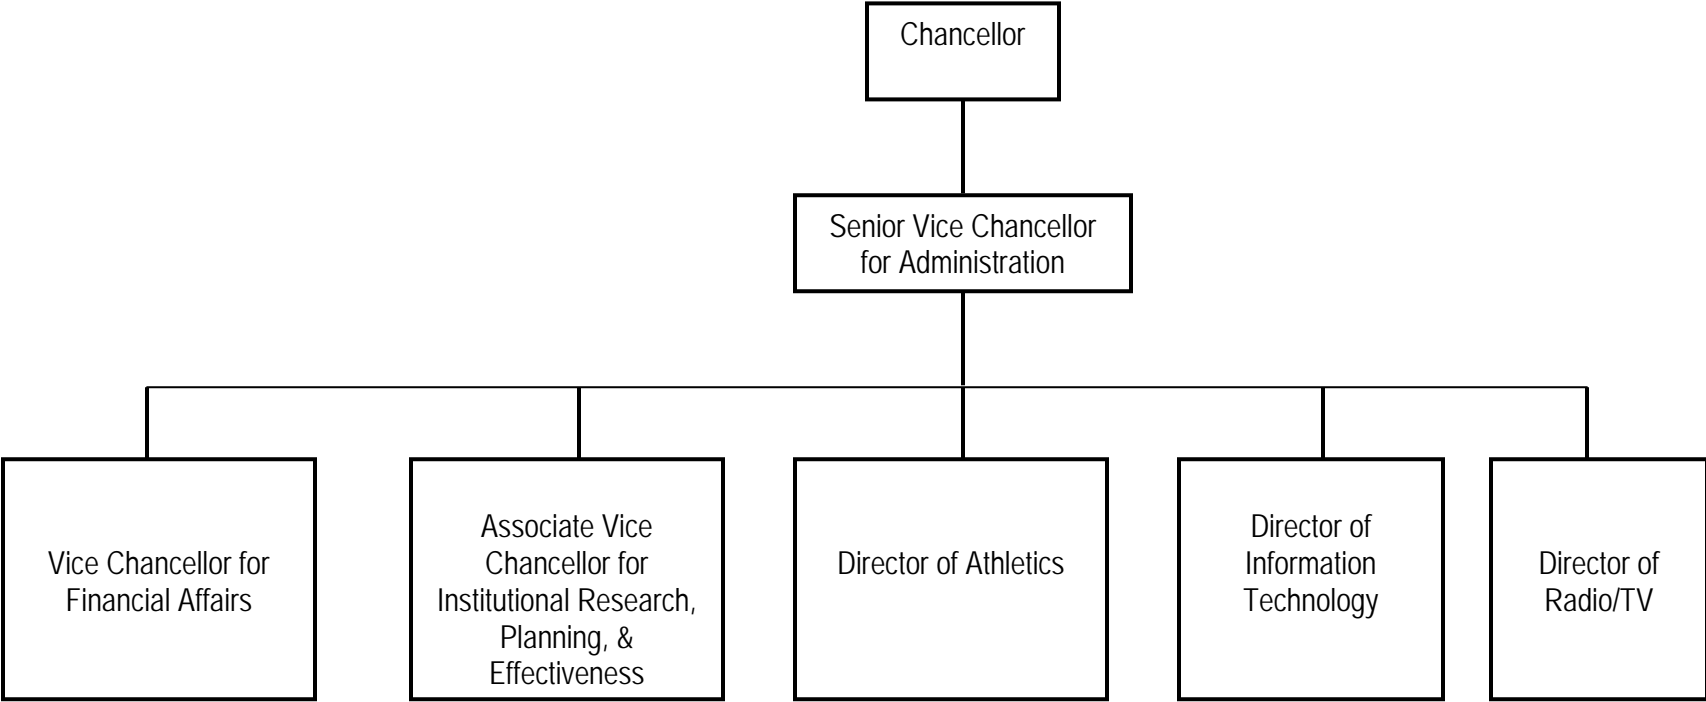 Chancellor
Senior Vice Chancellor
for Administration
Vice Chancellor for
Financial Affairs
Associate Vice
Chancellor for
Institutional Research,
Planning, &
Effectiveness
Director of Athletics
Director of
Information
Technology
Director of
Radio/TV